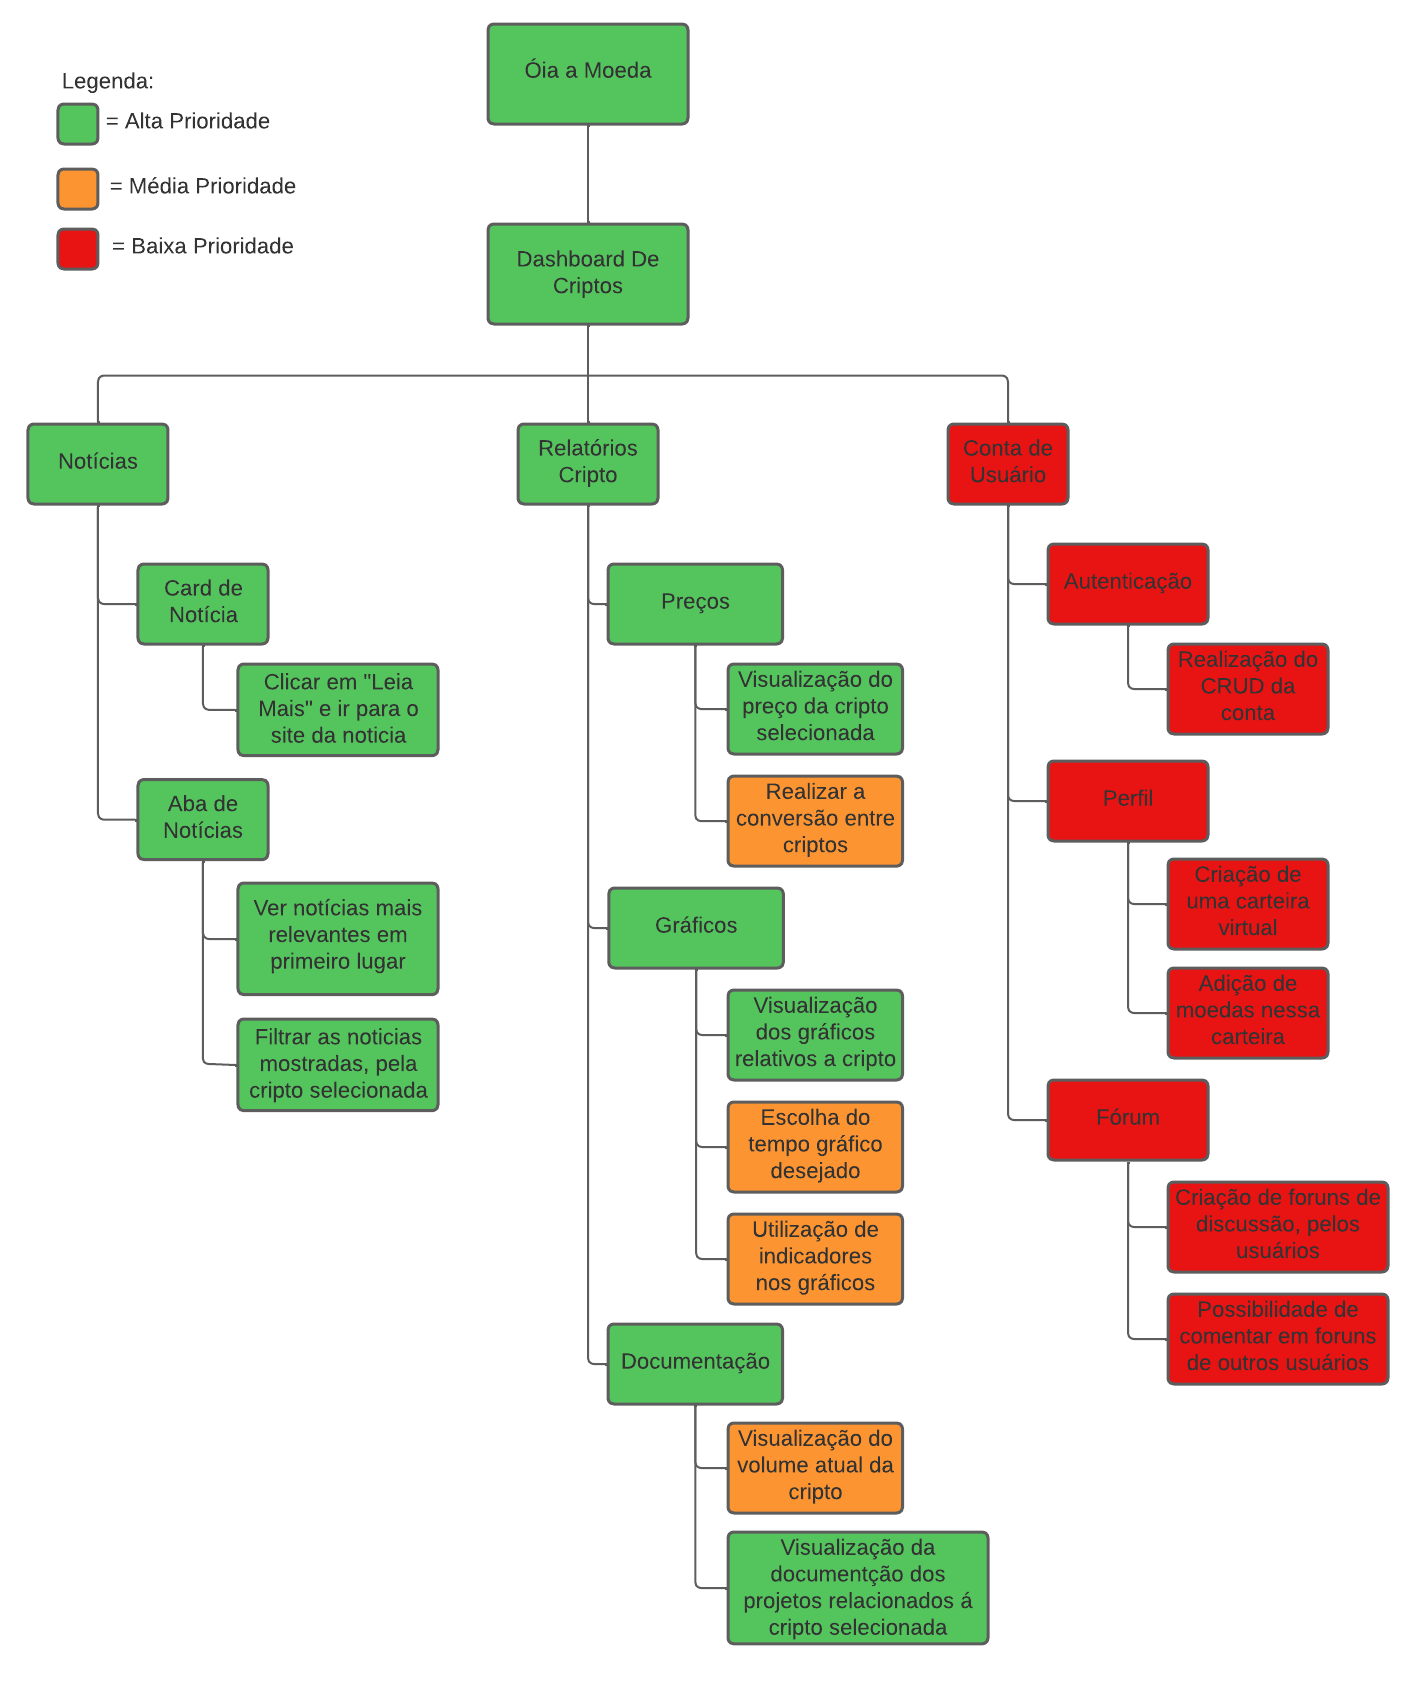 Óia a Moeda
Legenda:
= Alta Prioridade
= Média Prioridade
= Baixa Prioridade
Dashboard De
Criptos
Notícias
Card de
Notícia
Clicar em "Leia
Mais" e ir para o
site da noticia
Aba de
Notícias
Ver notícias mais
relevantes em
primeiro lugar
Filtrar as noticias
mostradas, pela
cripto selecionada
Relatórios
Cripto
Preços
Visualização do
preço da cripto
selecionada
Realizar a
conversão entre
criptos
Gráficos
Visualização
dos gráficos
relativos a cripto
Escolha do
tempo gráfico
desejado
Utilização de
indicadores
nos gráficos
Documentação
Visualização do
volume atual da
cripto
Visualização da
documentção dos
projetos relacionados á
cripto selecionada
Conta de
Usuário
Autenticação
Realização do
CRUD da
conta
Perfil
Criação de
uma carteira
virtual
Adição de
moedas nessa
carteira
Fórum
Criação de foruns de
discussão, pelos
usuários
Possibilidade de
comentar em foruns
de outros usuários